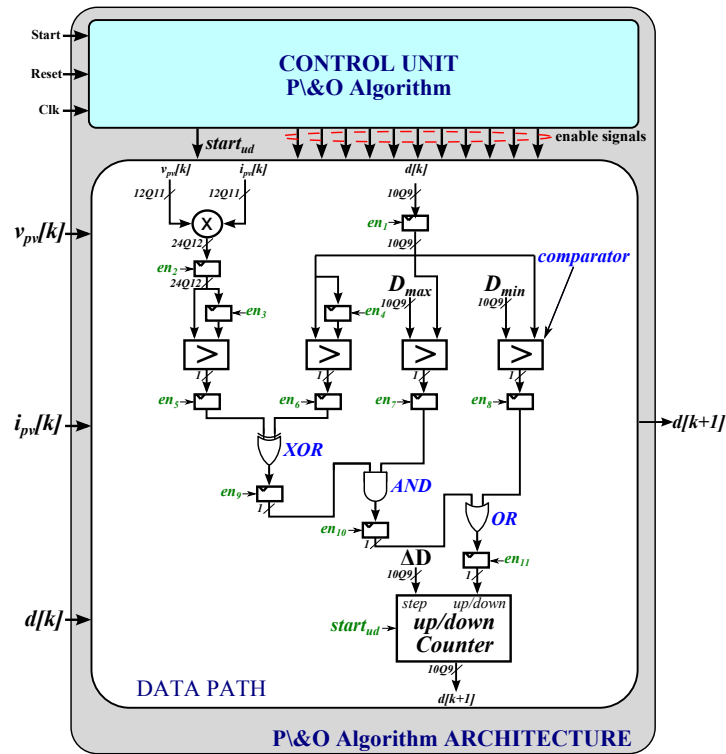 Start
Reset
Clk
CONTROL UNIT
P\&O Algorithm
start_ud
enable signals
v_pv[k]
i_pv[k]
d[k]
12Q11
12Q11
10Q9
X
en_1
24Q12
10Q9
v_pv[k]
comparator
en_2
24Q12
D_max
10Q9
D_min
10Q9
en_3
en_4
>
>
>
>
1
1
1
1
en_5
en_6
en_7
en_8
i_pv[k]
d[k+1]
XOR
en_9
1
AND
en_10
1
OR
en_11
1
ΔD
10Q9
step
up/down
d[k]
start_ud
up/down
Counter
10Q9
d[k+1]
DATA PATH
P\&O Algorithm ARCHITECTURE